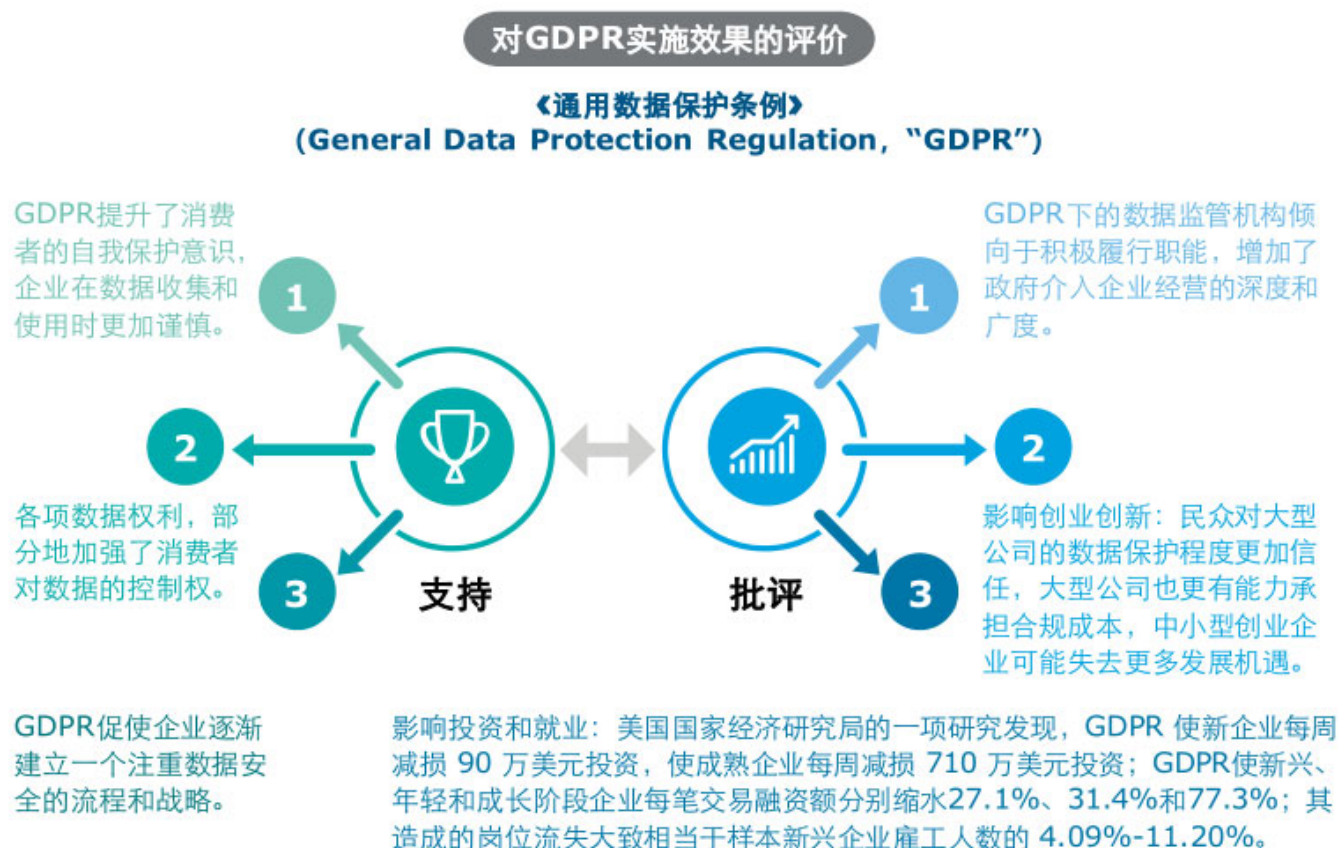 对GDPR实施效果的评价
《通用数据保护条例》
(General Data Protection Regulation, “GDPR”)
GDPR提升了消费
者的自我保护意识,
企业在数据收集和
使用时更加谨慎。
1
2
各项数据权利，部
分地加强了消费者
对数据的控制权。
3
支持
GDPR促使企业逐渐
建立一个注重数据安
全的流程和战略。
GDPR下的数据监管机构倾
向于积极履行职能，增加了
政府介入企业经营的深度和
广度。
1
2
影响创业创新：民众对大型
公司的数据保护程度更加信
任，大型公司也更有能力承
担合规成本，中小型创业企
业可能失去更多发展机遇。
3
批评
影响投资和就业：美国国家经济研究局的一项研究发现，GDPR 使新企业每周
减损 90 万美元投资，使成熟企业每周减损 710 万美元投资；GDPR使新兴、
年轻和成长阶段企业每笔交易融资额分别缩水27.1%、31.4%和77.3%；其
造成的岗位流失大致相当于样本新兴企业雇工人数的 4.09%-11.20%。